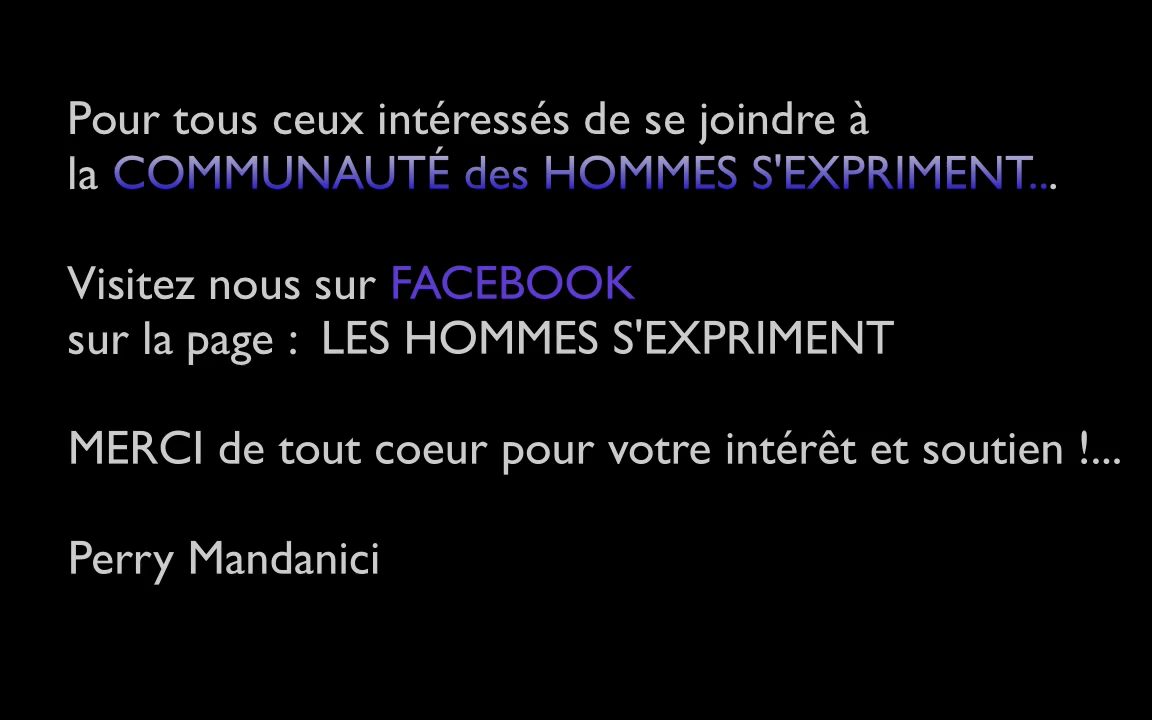 Pour tous ceux intéressés de se joindre à
la COMMUNAUTÉ des HOMMES S'EXPRIMENT...
Visitez nous sur FACEBOOK
sur la page : LES HOMMES S'EXPRIMENT
MERCI de tout coeur pour votre intérêt et soutien !...
Perry Mandanici